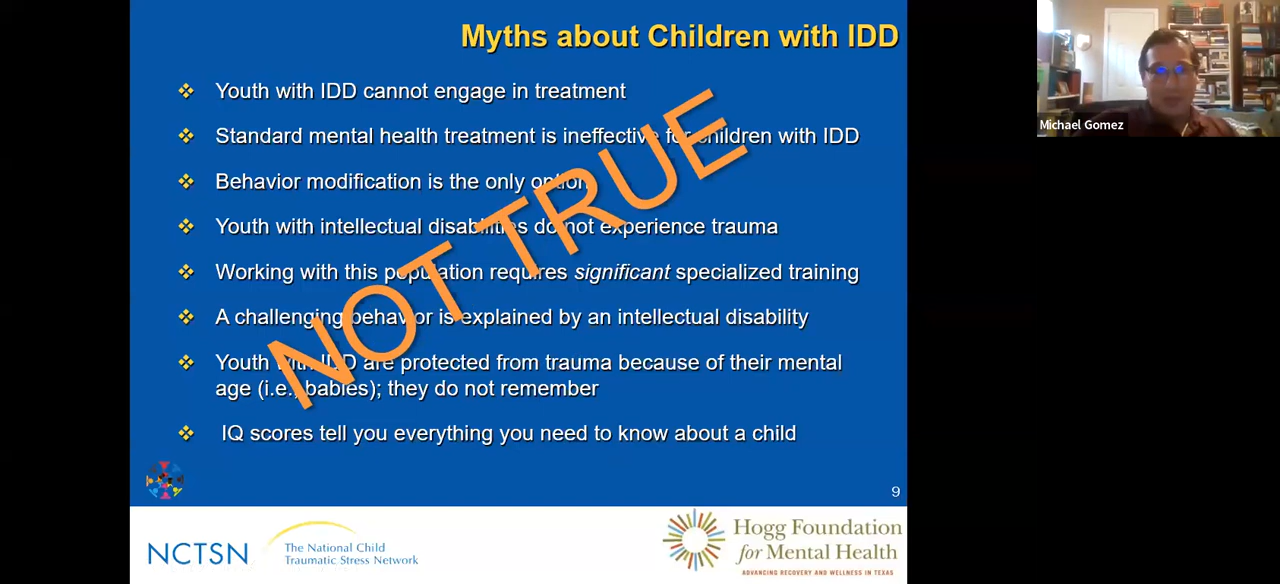 Myths about Children with IDD
Youth with IDD cannot engage in treatment
Standard mental health treatment is ineffective for children with IDD
Behavior modification is the only option
Youth with intellectual disabilities do not experience trauma
Working with this population requires significant specialized training
A challenging behavior is explained by an intellectual disability
Youth with IDD are protected from trauma because of their mental
age (i.e., babies); they do not remember
IQ scores tell you everything you need to know about a child
NOT TRUE
9
NCTSN
The National Child
Traumatic Stress Network
Hogg Foundation
for Mental Health
ADVANCING RECOVERY AND WELLNESS IN TEXAS
Michael Gomez